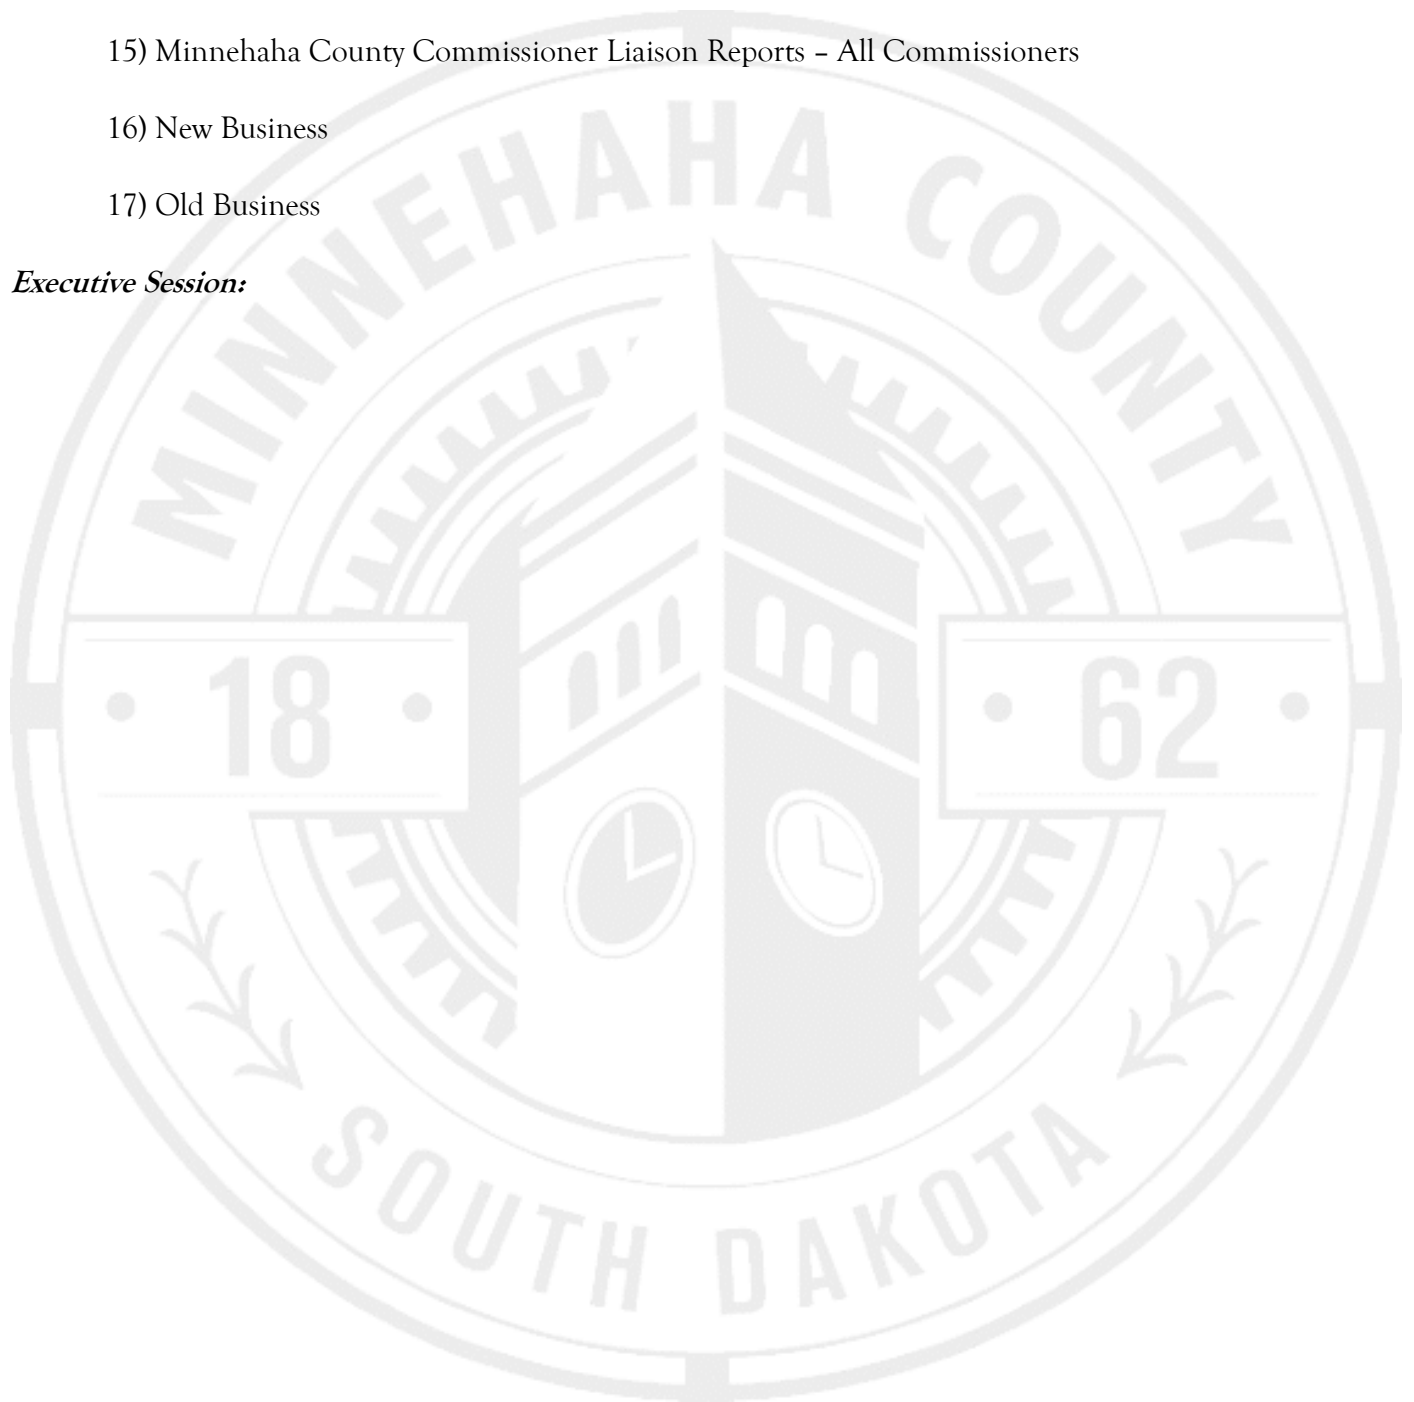 15) Minnehaha County Commissioner Liaison Reports – All Commissioners
16) New Business
17) Old Business
Executive Session:
MINNEHAHA COUNTY
18 62
SOUTH DAKOTA